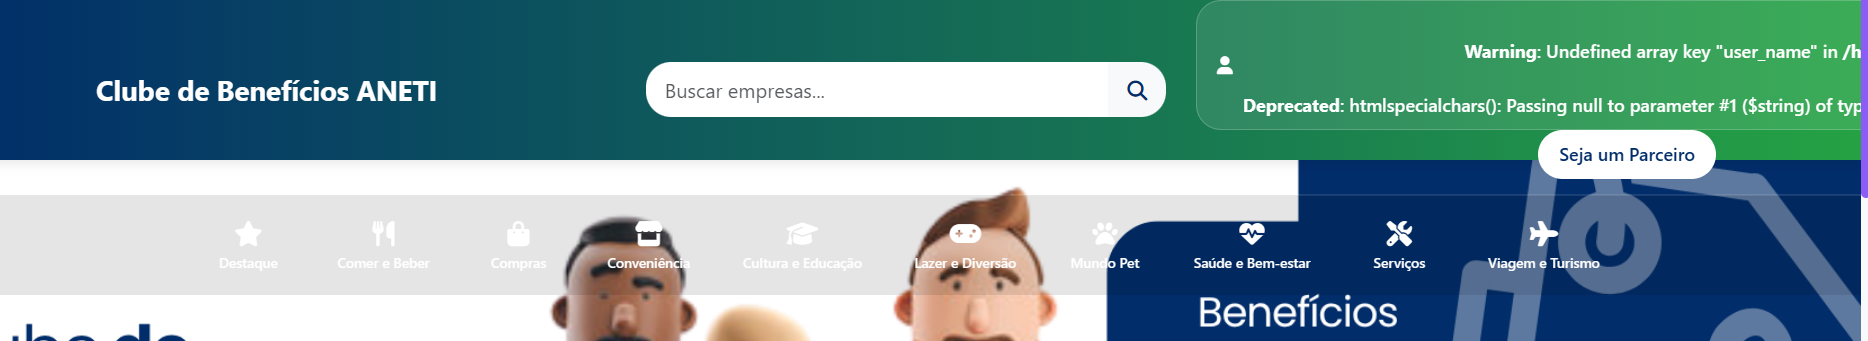 Warning: Undefined array key "user_name" in /h
Clube de Benefícios ANETI
Buscar empresas...
Deprecated: htmlspecialchars(): Passing null to parameter #1 ($string) of typ
Seja um Parceiro
Destaque
Comer e Beber
Compras
Conveniência
Cultura e Educação
Lazer e Diversão
Mundo Pet
Saúde e Bem-estar
Serviços
Viagem e Turismo
Benefícios